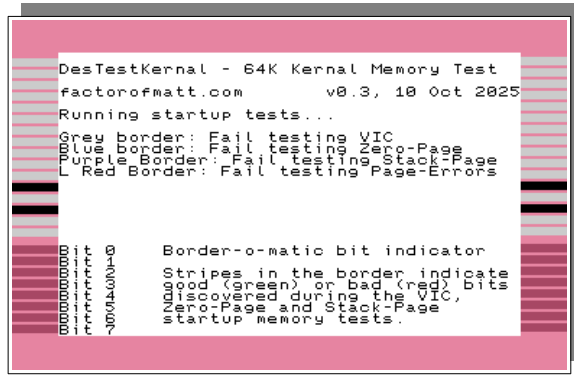 DesTestKernal - 64K Kernal Memory Test
factorofmatt.com v0.3, 10 Oct 2025
Running startup tests...
Grey border: Fail testing VIC
Blue border: Fail testing Zero-Page
Purple Border: Fail testing Stack-Page
L Red Border: Fail testing Page-Errors
Bit 0 Border-o-matic bit indicator
Bit 1
Bit 2 Stripes in the border indicate
Bit 3 good (green) or bad (red) bits
Bit 4 discovered during the VIC,
Bit 5 Zero-Page and Stack-Page
Bit 6 startup memory tests.
Bit 7